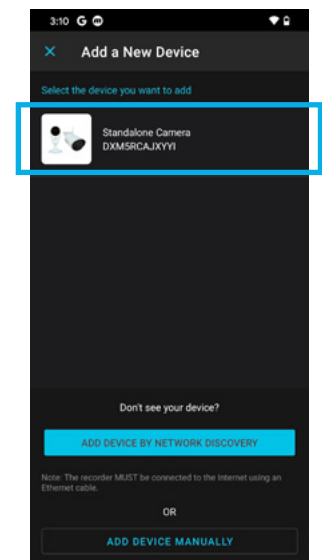 3:10 G
× Add a New Device
Select the device you want to add
Standalone Camera
DXM5RCAJXYYI
Don't see your device?
ADD DEVICE BY NETWORK DISCOVERY
Note: The recorder MUST be connected to the Internet using an
Ethernet cable.
OR
ADD DEVICE MANUALLY